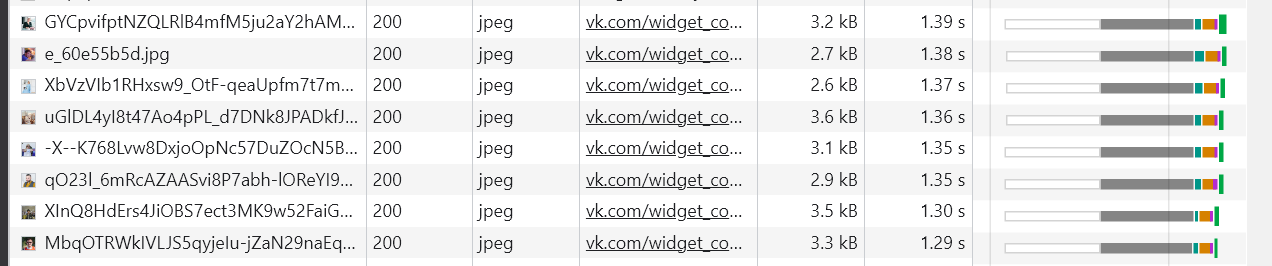 GYCpvifptNZQLRlB4mfM5ju2aY2hAM... 200 jpeg vk.com/widget_co... 3.2 kB 1.39 s
e_60e55b5d.jpg 200 jpeg vk.com/widget_co... 2.7 kB 1.38 s
XbVzVIb1RHxsw9_OtF-qeaUpfm7t7m... 200 jpeg vk.com/widget_co... 2.6 kB 1.37 s
uGlDL4yI8t47Ao4pPL_d7DNk8JPADkfJ... 200 jpeg vk.com/widget_co... 3.6 kB 1.36 s
-X--K768Lvw8DxjoOpNc57DuZOcN5B... 200 jpeg vk.com/widget_co... 3.1 kB 1.35 s
qO23l_6mRcAZAASvi8P7abh-lOReYI9... 200 jpeg vk.com/widget_co... 2.9 kB 1.35 s
XInQ8HdErs4JiOBS7ect3MK9w52FaiG... 200 jpeg vk.com/widget_co... 3.5 kB 1.30 s
MbqOTRWkIVLJS5qyjeIu-jZaN29naEq... 200 jpeg vk.com/widget_co... 3.3 kB 1.29 s